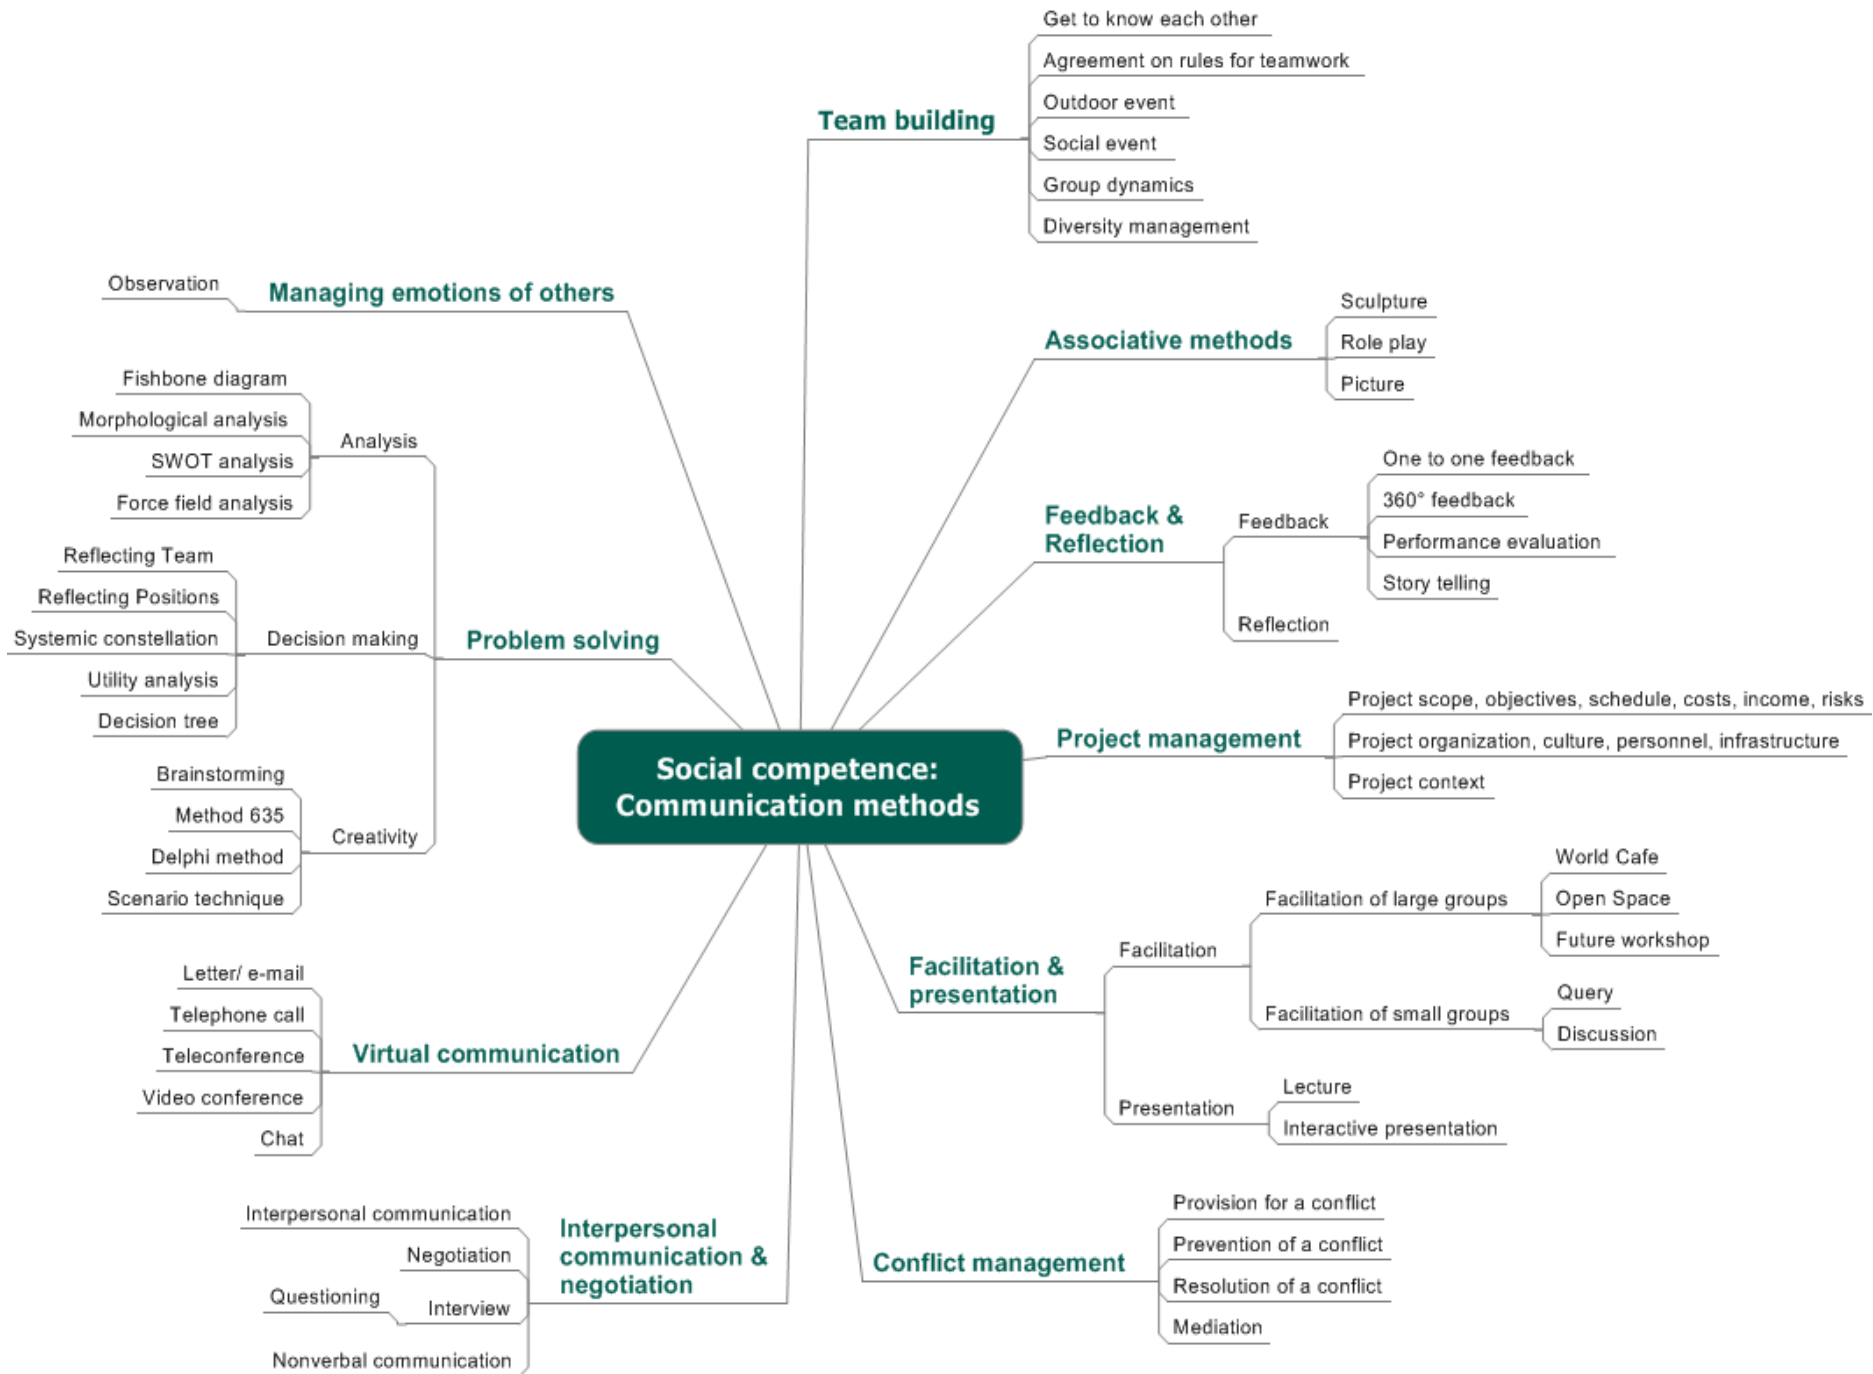 Social competence:
Communication methods
Team building
Get to know each other
Agreement on rules for teamwork
Outdoor event
Social event
Group dynamics
Diversity management
Associative methods
Sculpture
Role play
Picture
Feedback &
Reflection
Feedback
One to one feedback
360° feedback
Performance evaluation
Story telling
Reflection
Project management
Project scope, objectives, schedule, costs, income, risks
Project organization, culture, personnel, infrastructure
Project context
Facilitation &
presentation
Facilitation
Facilitation of large groups
World Cafe
Open Space
Future workshop
Facilitation of small groups
Query
Discussion
Presentation
Lecture
Interactive presentation
Conflict management
Provision for a conflict
Prevention of a conflict
Resolution of a conflict
Mediation
Interpersonal
communication &
negotiation
Interpersonal communication
Negotiation
Interview
Questioning
Nonverbal communication
Virtual communication
Letter/ e-mail
Telephone call
Teleconference
Video conference
Chat
Problem solving
Analysis
Fishbone diagram
Morphological analysis
SWOT analysis
Force field analysis
Decision making
Reflecting Team
Reflecting Positions
Systemic constellation
Utility analysis
Decision tree
Creativity
Brainstorming
Method 635
Delphi method
Scenario technique
Managing emotions of others
Observation